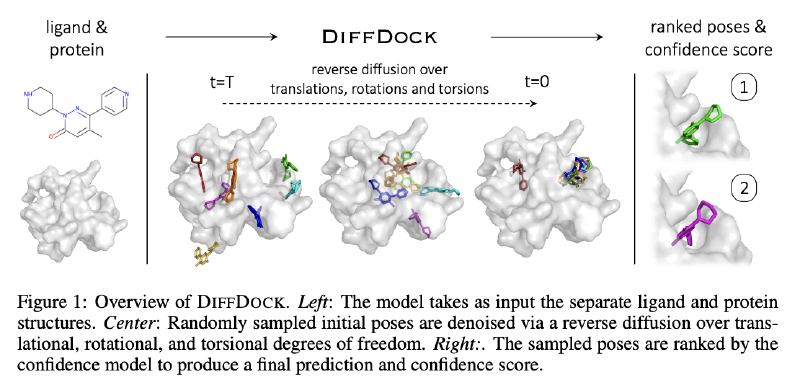 ligand &
protein
DIFFDOCK
ranked poses &
confidence score
reverse diffusion over
translations, rotations and torsions
t=T
t=0
HN
N
N
N
O
1
2
Figure 1: Overview of DIFFDOCK. Left: The model takes as input the separate ligand and protein
structures. Center: Randomly sampled initial poses are denoised via a reverse diffusion over trans-
lational, rotational, and torsional degrees of freedom. Right:. The sampled poses are ranked by the
confidence model to produce a final prediction and confidence score.